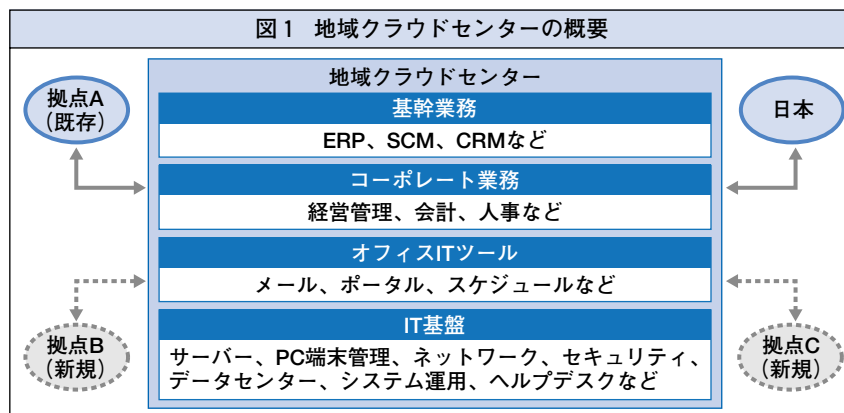 図1 地域クラウドセンターの概要
地域クラウドセンター
拠点A
(既存)
日本
基幹業務
ERP、SCM、CRMなど
コーポレート業務
経営管理、会計、人事など
オフィスITツール
メール、ポータル、スケジュールなど
拠点B
(新規)
拠点C
(新規)
IT基盤
サーバー、PC端末管理、ネットワーク、セキュリティ、
データセンター、システム運用、ヘルプデスクなど